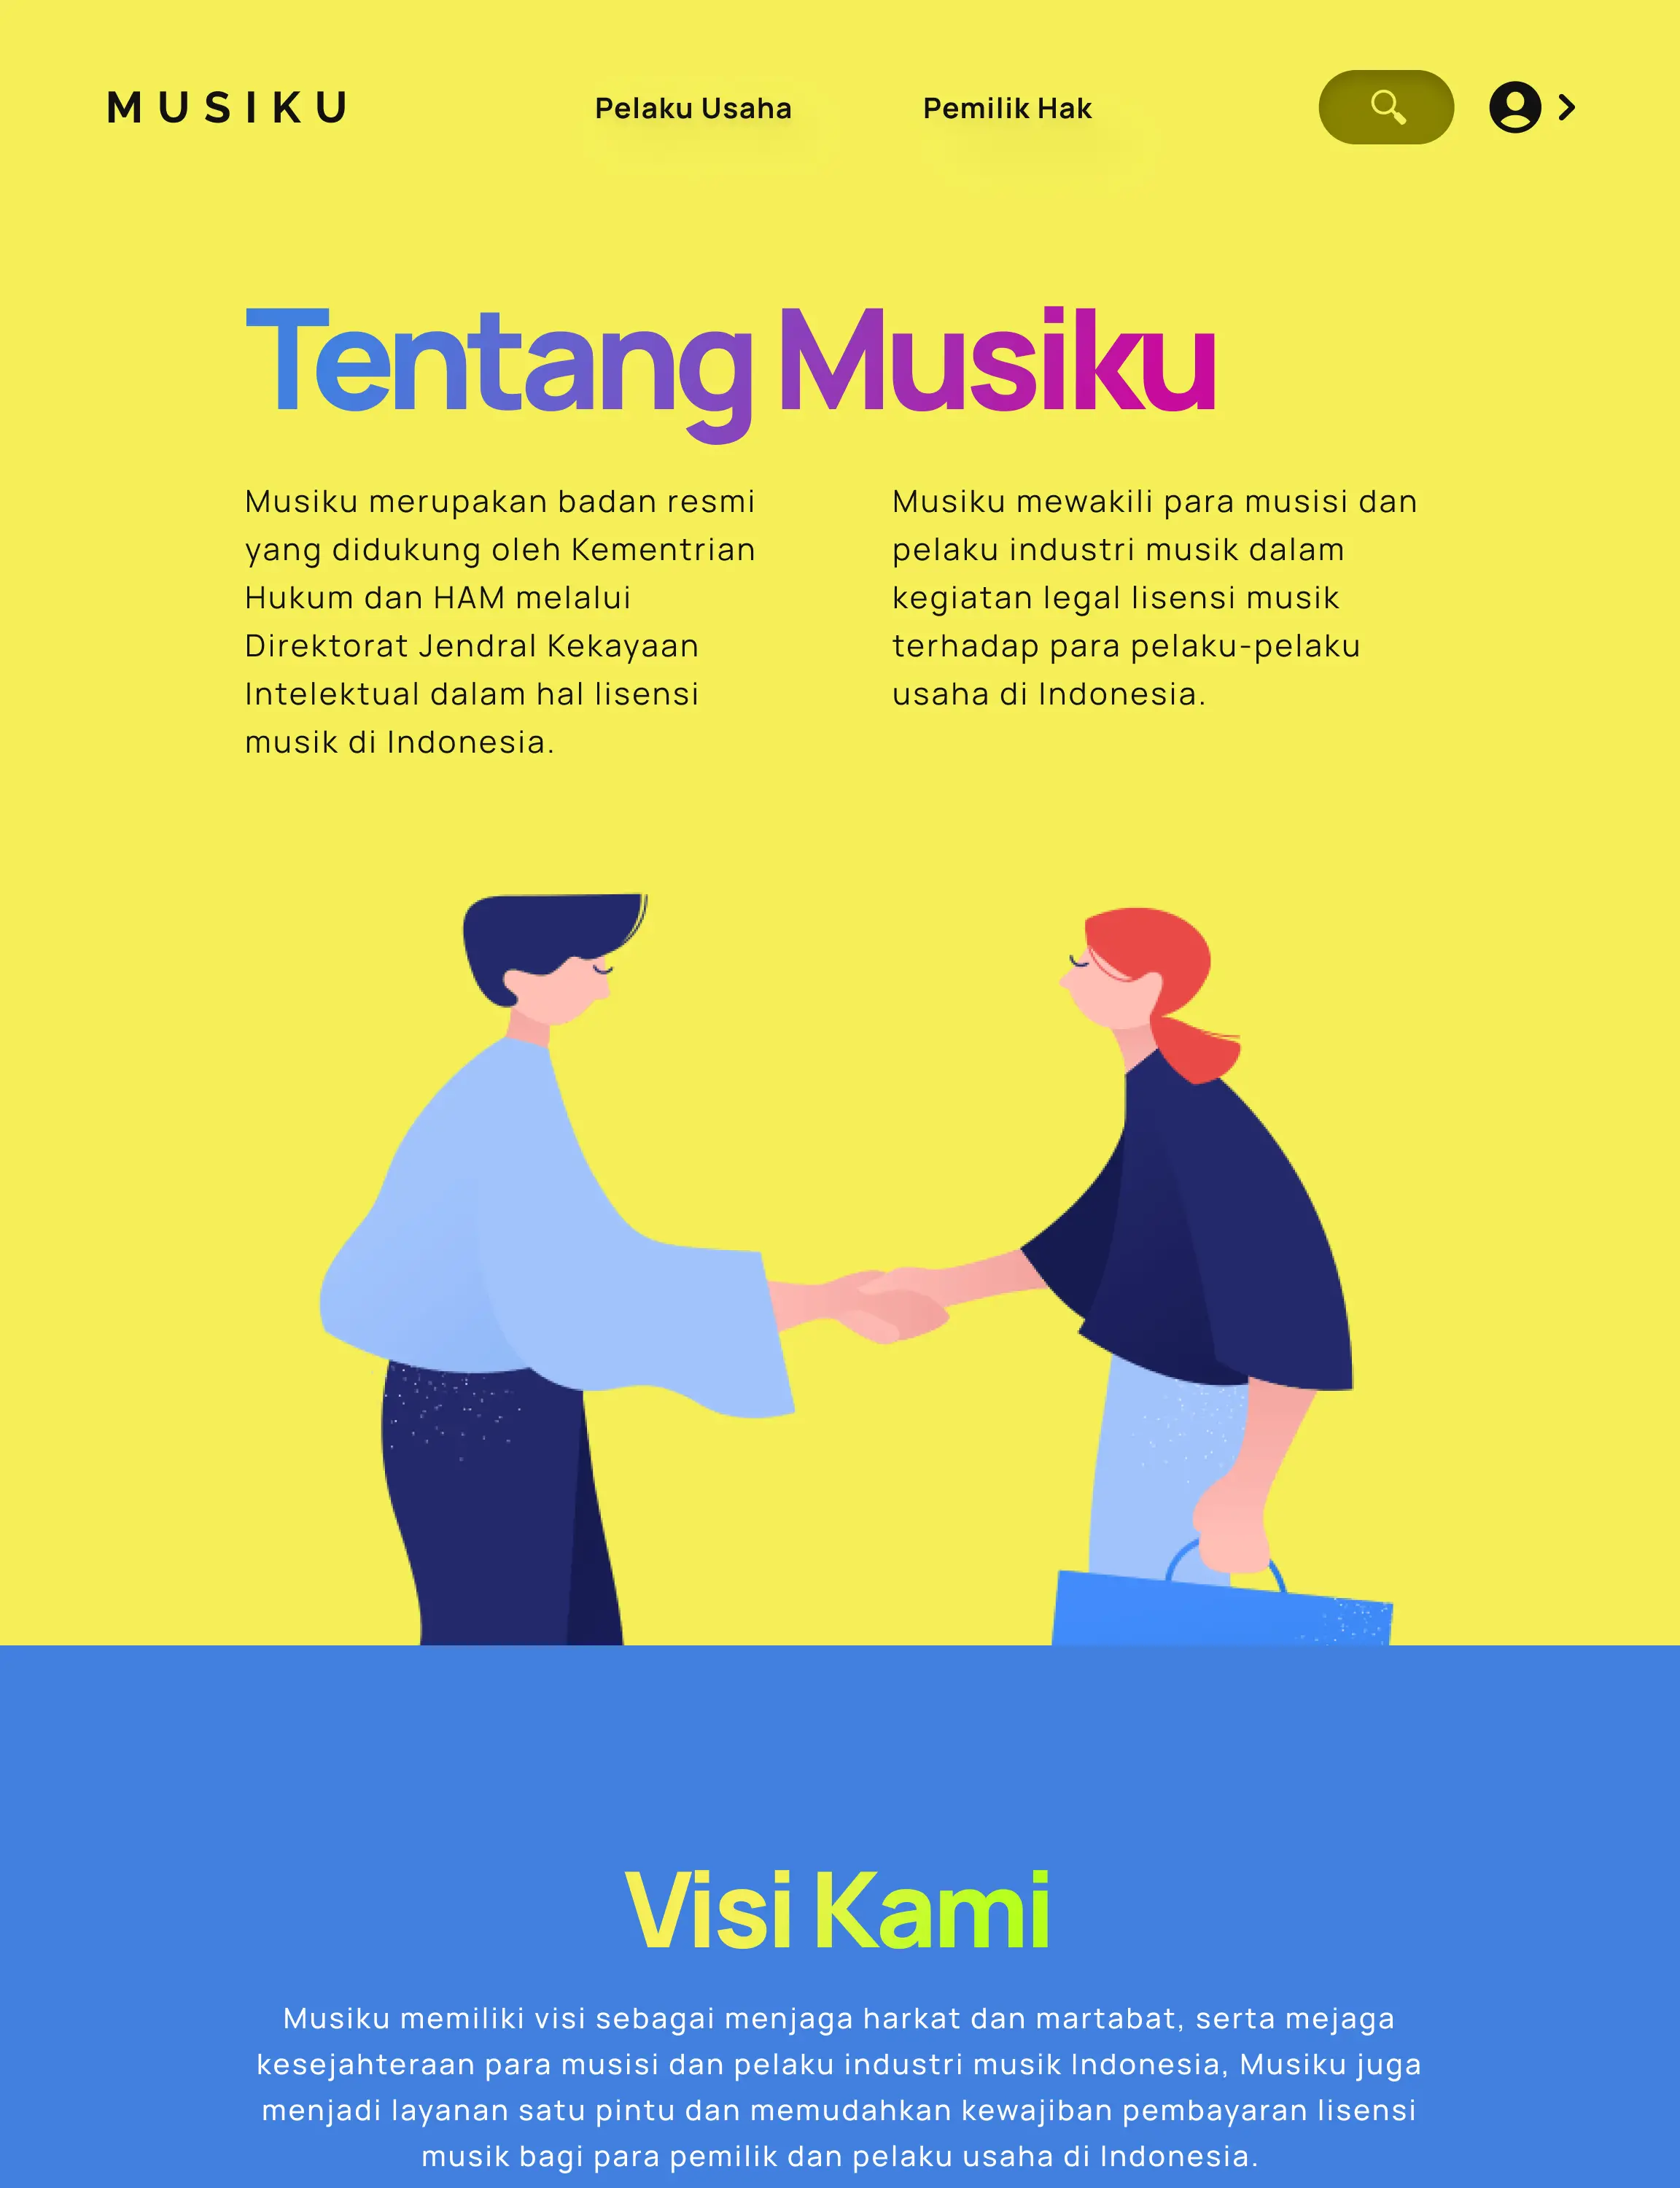 MUSIKU
Pelaku Usaha
Pemilik Hak
Tentang Musiku
Musiku merupakan badan resmi
yang didukung oleh Kementrian
Hukum dan HAM melalui
Direktorat Jendral Kekayaan
Intelektual dalam hal lisensi
musik di Indonesia.
Musiku mewakili para musisi dan
pelaku industri musik dalam
kegiatan legal lisensi musik
terhadap para pelaku-pelaku
usaha di Indonesia.
Visi Kami
Musiku memiliki visi sebagai menjaga harkat dan martabat, serta mejaga
kesejahteraan para musisi dan pelaku industri musik Indonesia, Musiku juga
menjadi layanan satu pintu dan memudahkan kewajiban pembayaran lisensi
musik bagi para pemilik dan pelaku usaha di Indonesia.